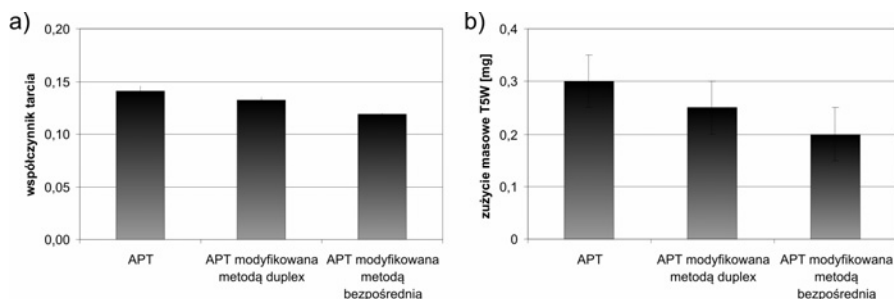 a)
współczynnik tarcia
0,20
0,15
0,10
0,05
0,00
APT
APT modyfikowana
metodą duplex
APT modyfikowana
metodą
bezpośrednia
b)
zużycie masowe T5W [mg]
0,4
0,3
0,2
0,1
0
APT
APT modyfikowana
metodą duplex
APT modyfikowana
metodą
bezpośrednia